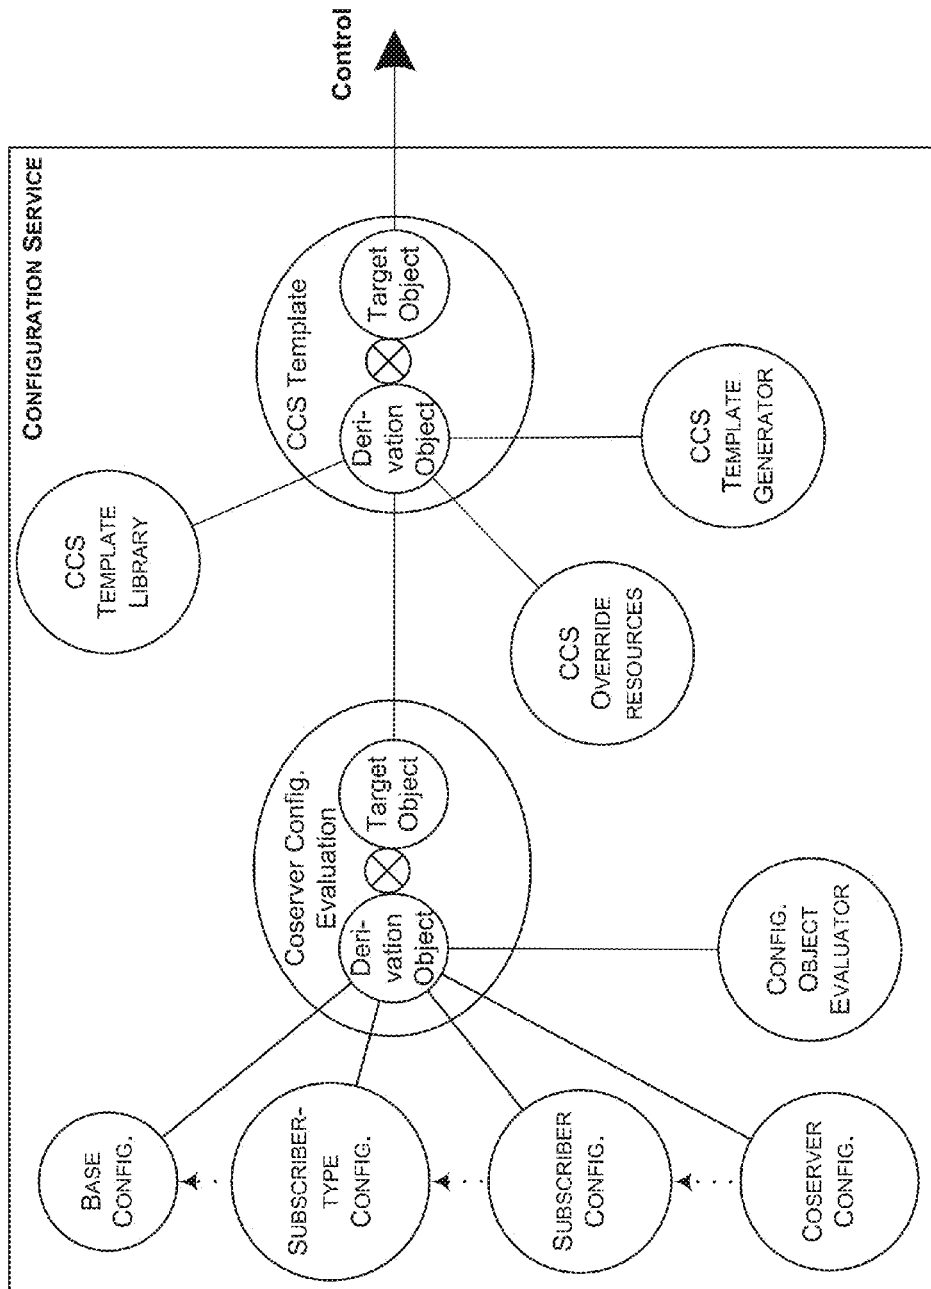 CONFIGURATION SERVICE
Control
BASE
CONFIG.
SUBSCRIBER-
TYPE
CONFIG.
SUBSCRIBER
CONFIG.
COSERVER
CONFIG.
Coserver Config.
Evaluation
Deri-
vation
Object
Target
Object
CONFIG.
OBJECT
EVALUATOR
CCS
TEMPLATE
LIBRARY
CCS Template
Deri-
vation
Object
Target
Object
CCS
OVERRIDE
RESOURCES
CCS
TEMPLATE
GENERATOR